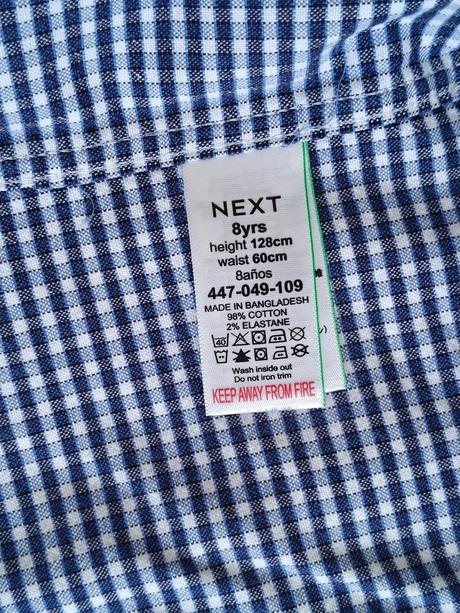 NEXT
8yrs
height 128cm
waist 60cm
8años
447-049-109
MADE IN BANGLADESH
98% COTTON
2% ELASTANE
40
Wash inside out
Do not iron trim
KEEP AWAY FROM FIRE